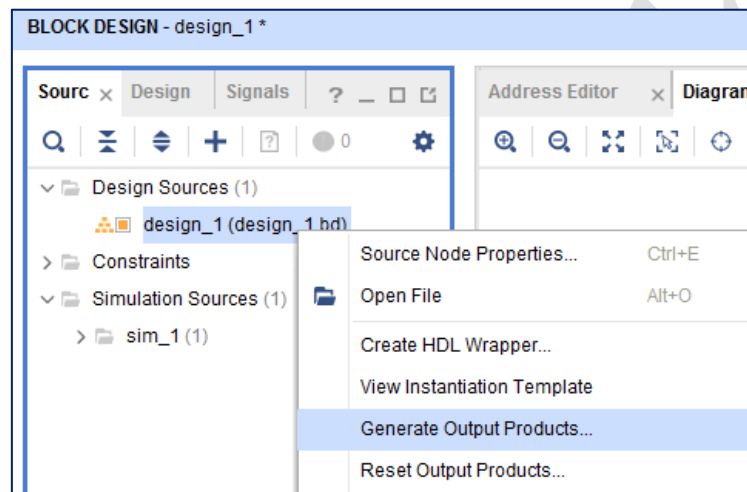 BLOCK DESIGN - design_1 *
Sourc Design Signals ? Address Editor Diagran
0
Design Sources (1)
design_1 (design_1.bd)
Constraints
Simulation Sources (1)
sim_1 (1)
Source Node Properties... Ctrl+E
Open File Alt+O
Create HDL Wrapper...
View Instantiation Template
Generate Output Products...
Reset Output Products...